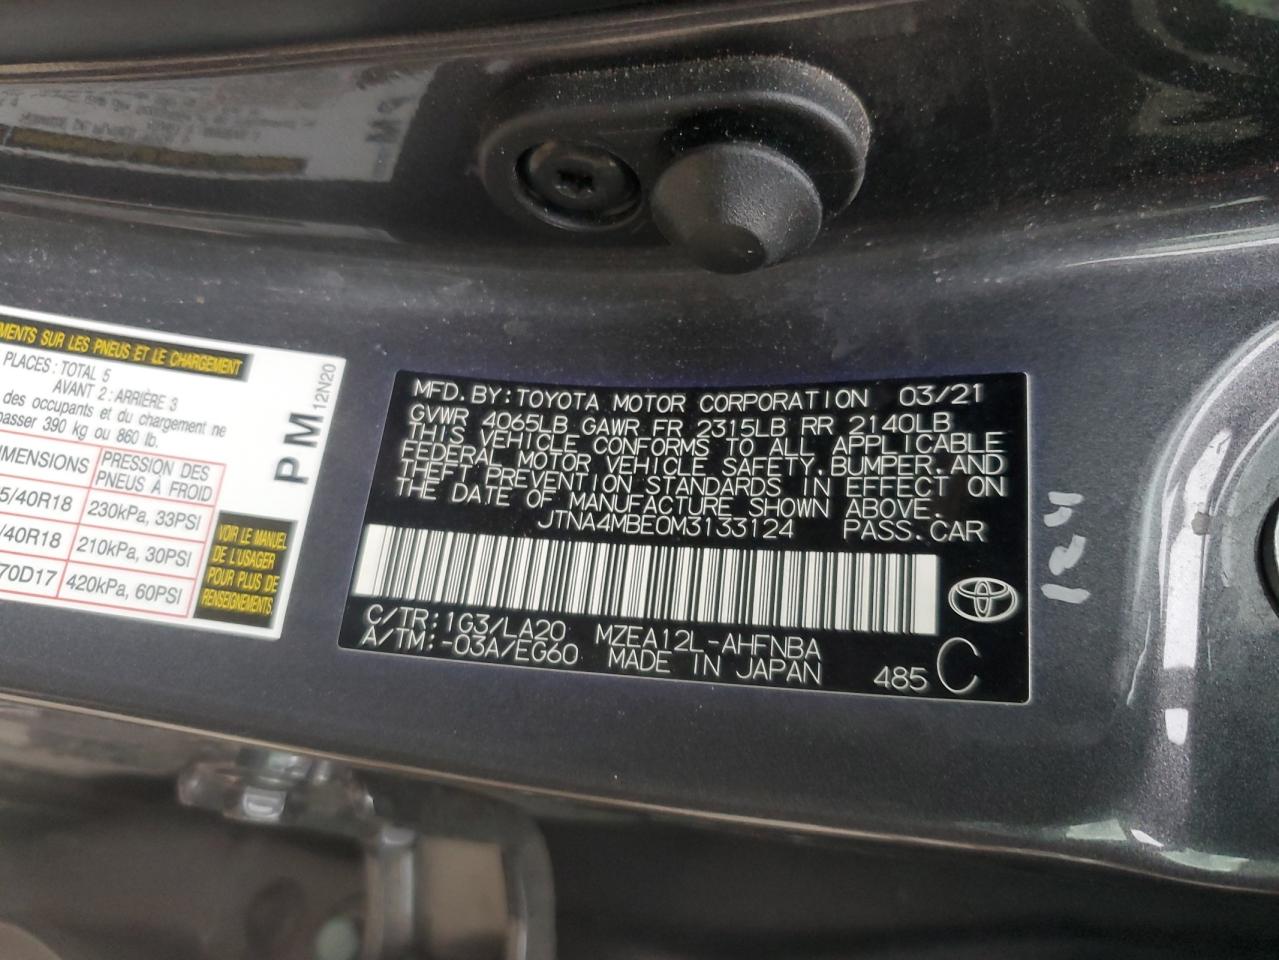 MENTS SUR LES PNEUS ET LE CHARGEMENT
PLACES : TOTAL 5
AVANT 2 : ARRIÈRE 3
des occupants et du chargement ne
passer 390 kg ou 860 lb.
IMENSIONS PRESSION DES PNEUS À FROID
5/40R18 230kPa, 33PSI
/40R18 210kPa, 30PSI
70D17 420kPa, 60PSI
PM
12N20
VOIR LE MANUEL
DE L'USAGER
POUR PLUS DE
RENSEIGNEMENTS
MFD. BY: TOYOTA MOTOR CORPORATION 03/21
GVWR 4065LB GAWR FR 2315LB RR 2140LB
THIS VEHICLE CONFORMS TO ALL APPLICABLE
FEDERAL MOTOR VEHICLE SAFETY, BUMPER, AND
THEFT PREVENTION STANDARDS IN EFFECT ON
THE DATE OF MANUFACTURE SHOWN ABOVE.
JTNA4MBE0M3133124 PASS.CAR
C/TR: 1G3/LA20 MZEA12L-AHFNBA
A/TM: -03A/EG60 MADE IN JAPAN
485 C